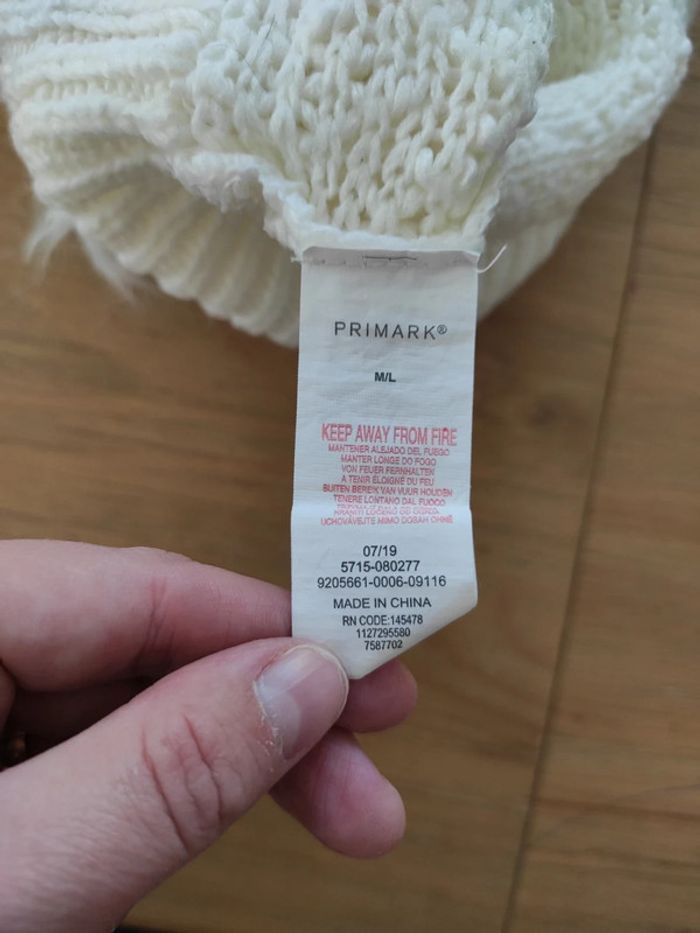 PRIMARK®
M/L
KEEP AWAY FROM FIRE
MANTENER ALEJADO DEL FUEGO
MANTER LONGE DO FOGO
VON FEUER FERNHALTEN
A TENIR ÉLOIGNÉ DU FEU
BUITEN BEREIK VAN VUUR HOUDEN
TENERE LONTANO DAL FUOCO
UCHOVÁVEJTE MIMO DOSAH OHNĚ
07/19
5715-080277
9205661-0006-09116
MADE IN CHINA
RN CODE:145478
1127295580
7587702